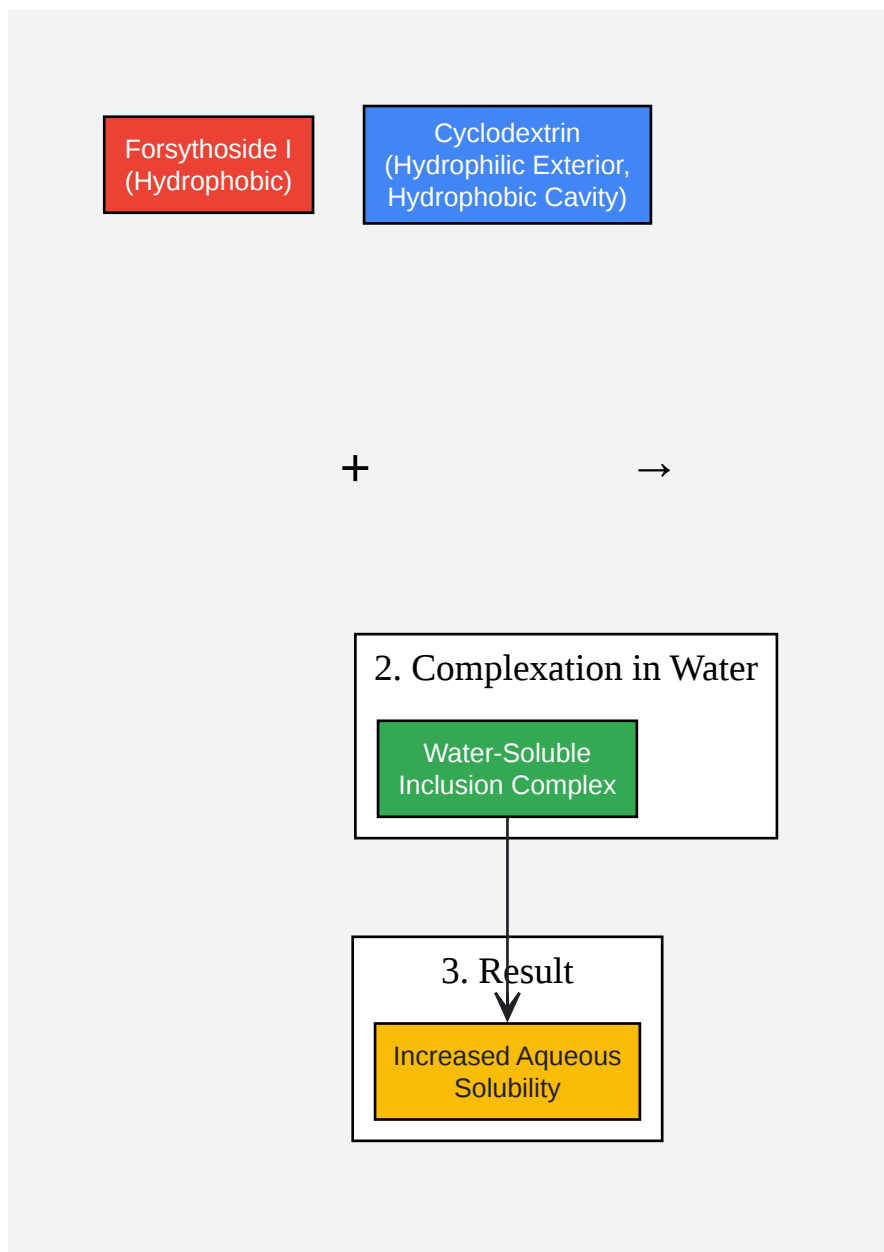 Forsythoside I
(Hydrophobic)
Cyclodextrin
(Hydrophilic Exterior,
Hydrophobic Cavity)
+ →
2. Complexation in Water
Water-Soluble
Inclusion Complex
3. Result
Increased Aqueous
Solubility